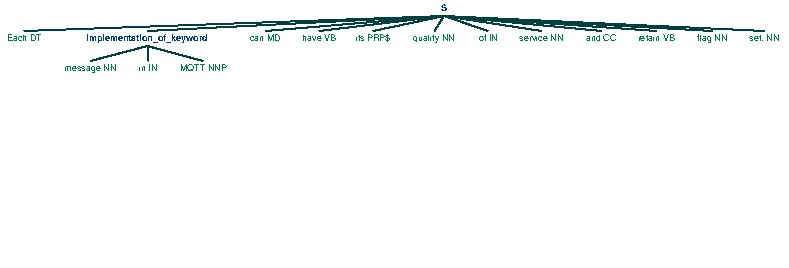 S
Each DT Implementation_of_keyword can MD have VB its PRP$ quality NN of IN service NN and CC retain VB flag NN set. NN
message NN in IN MQTT NNP